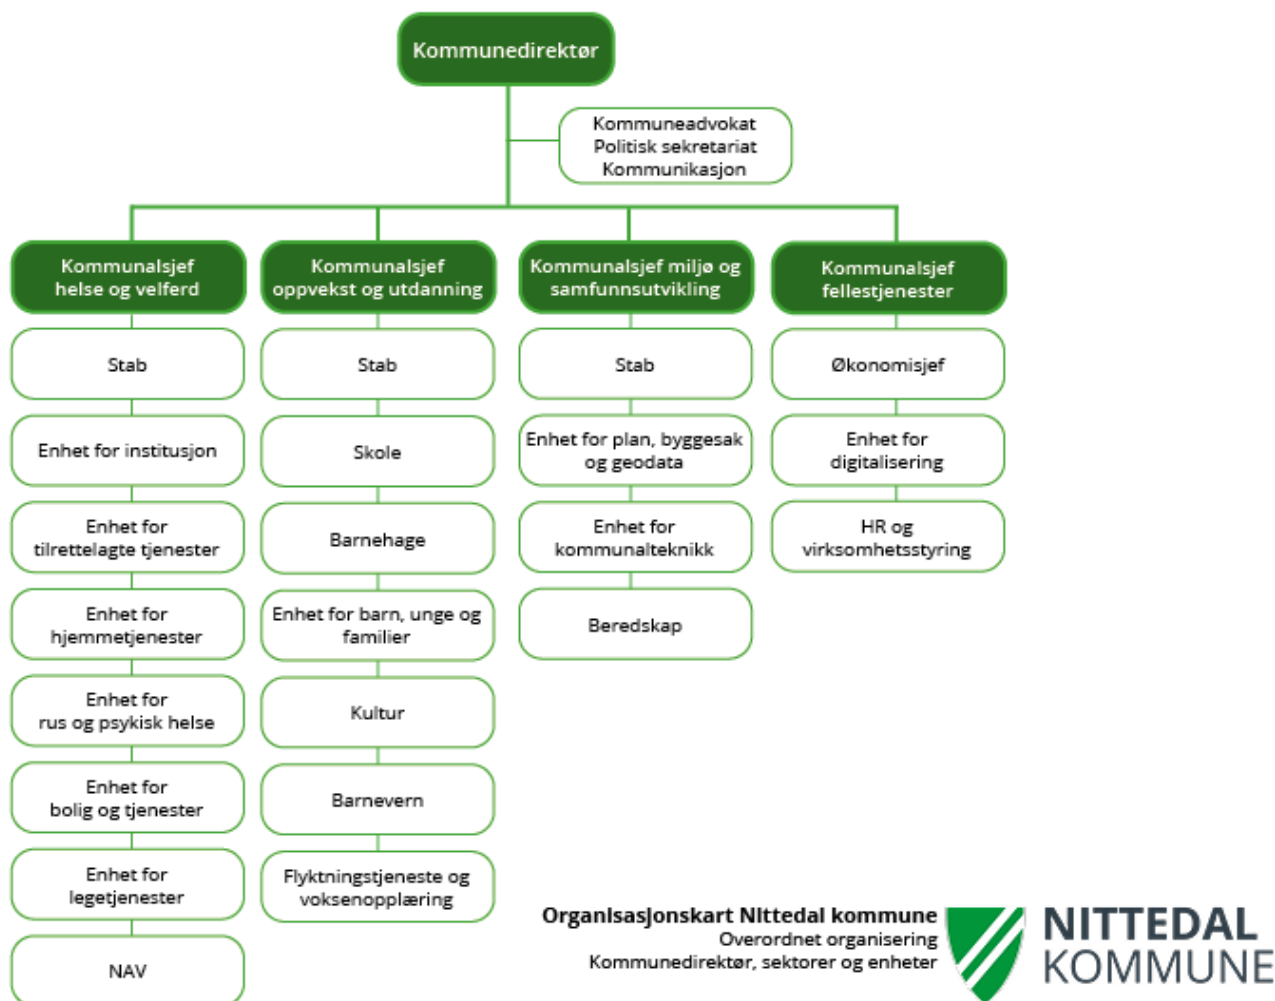 Kommunedirektør
Kommuneadvokat
Politisk sekretariat
Kommunikasjon
Kommunalsjef
helse og velferd
Stab
Enhet for institusjon
Enhet for
tilrettelagte tjenester
Enhet for
hjemmetjenester
Enhet for
rus og psykisk helse
Enhet for
bolig og tjenester
Enhet for
legetjenester
NAV
Kommunalsjef
oppvekst og utdanning
Stab
Skole
Barnehage
Enhet for barn, unge og
familier
Kultur
Barnevern
Flyktningstjeneste og
voksenopplæring
Kommunalsjef miljø og
samfunnsutvikling
Stab
Enhet for plan, byggesak
og geodata
Enhet for
kommunalteknikk
Beredskap
Kommunalsjef
fellestjenester
Økonomisjef
Enhet for
digitalisering
HR og
virksomhetsstyring
Organisasjonskart Nittedal kommune
Overordnet organisering
Kommunedirektør, sektorer og enheter
NITTEDAL
KOMMUNE